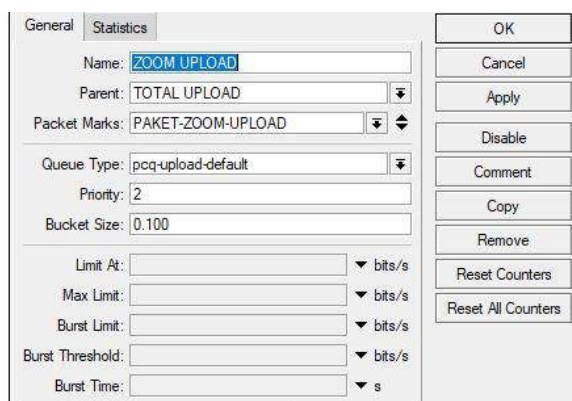 General Statistics
Name: ZOOM UPLOAD
Parent: TOTAL UPLOAD
Packet Marks: PAKET-ZOOM-UPLOAD
Queue Type: pcq-upload-default
Priority: 2
Bucket Size: 0.100
Limit At: bits/s
Max Limit: bits/s
Burst Limit: bits/s
Burst Threshold: bits/s
Burst Time: s
OK
Cancel
Apply
Disable
Comment
Copy
Remove
Reset Counters
Reset All Counters